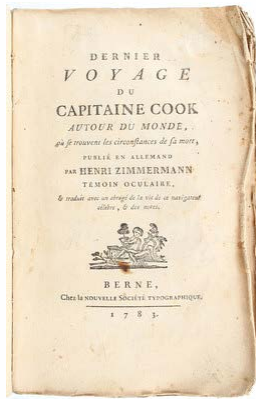 DERNIER
VOYAGE
DU
CAPITAINE COOK
AUTOUR DU MONDE,
où se trouvent les circonstances de sa mort,
PUBLIÉ EN ALLEMAND
PAR HENRI ZIMMERMANN
TEMOIN OCULAIRE,
& traduit avec un abrégé de la vie de ce navigateur
célèbre, & des notes.
BERNE,
Chez la NOUVELLE SOCIÉTÉ TYPOGRAPHIQUE,
1783.